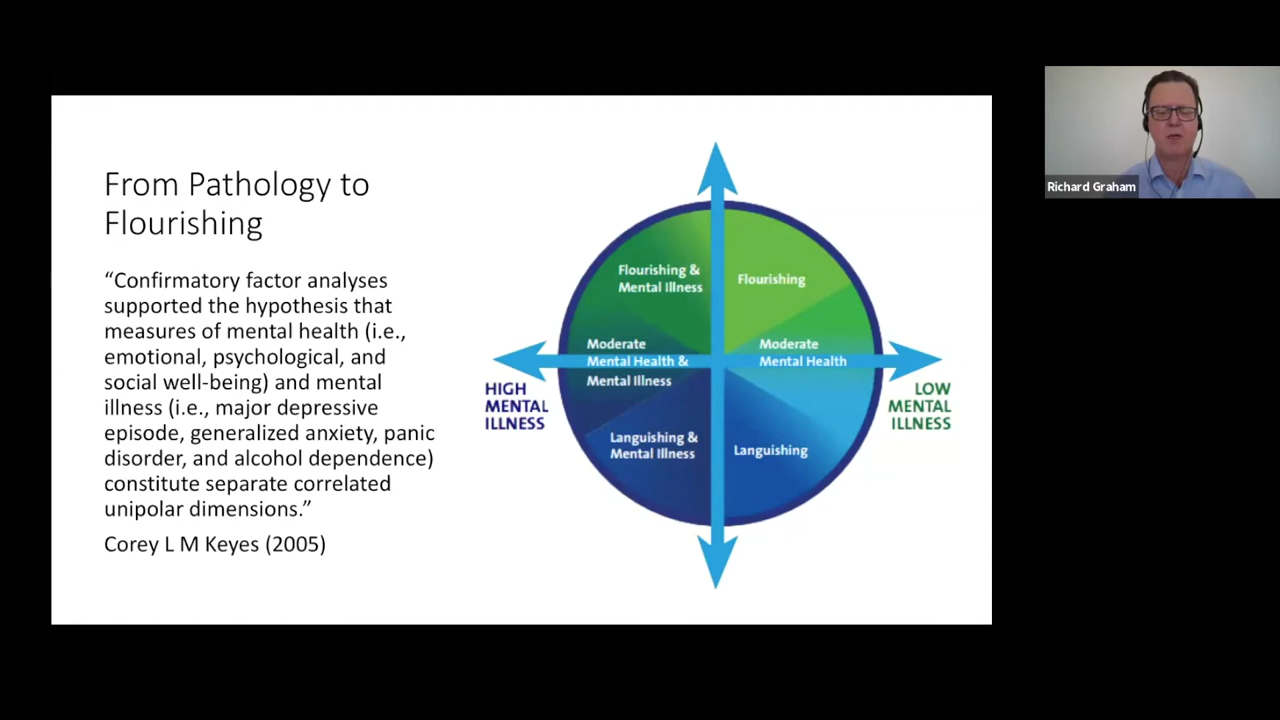 From Pathology to
Flourishing
“Confirmatory factor analyses
supported the hypothesis that
measures of mental health (i.e.,
emotional, psychological, and
social well-being) and mental
illness (i.e., major depressive
episode, generalized anxiety, panic
disorder, and alcohol dependence)
constitute separate correlated
unipolar dimensions.”
Corey L M Keyes (2005)
Flourishing &
Mental Illness
Flourishing
Moderate
Mental Health &
Mental Illness
Moderate
Mental Health
HIGH
MENTAL
ILLNESS
LOW
MENTAL
ILLNESS
Languishing &
Mental Illness
Languishing
Richard Graham